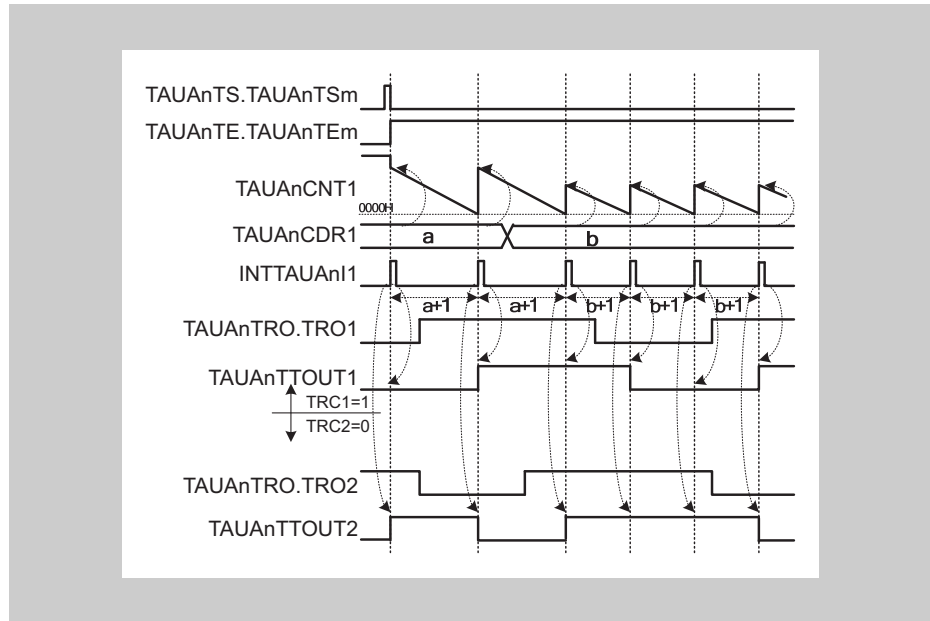 TAUAnTS.TAUAnTSm
TAUAnTE.TAUAnTEm
TAUAnCNT1
0000H
TAUAnCDR1
a
b
INTTAUAnI1
a+1 a+1 b+1 b+1 b+1
TAUAnTRO.TRO1
TAUAnTTOUT1
TRC1=1
TRC2=0
TAUAnTRO.TRO2
TAUAnTTOUT2